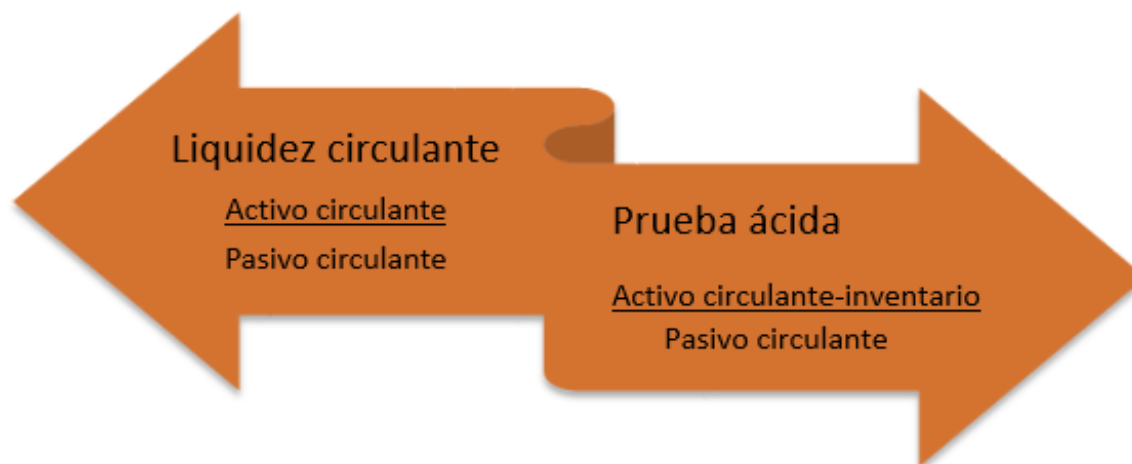 Liquidez circulante
Activo circulante
Pasivo circulante
Prueba ácida
Activo circulante-inventario
Pasivo circulante